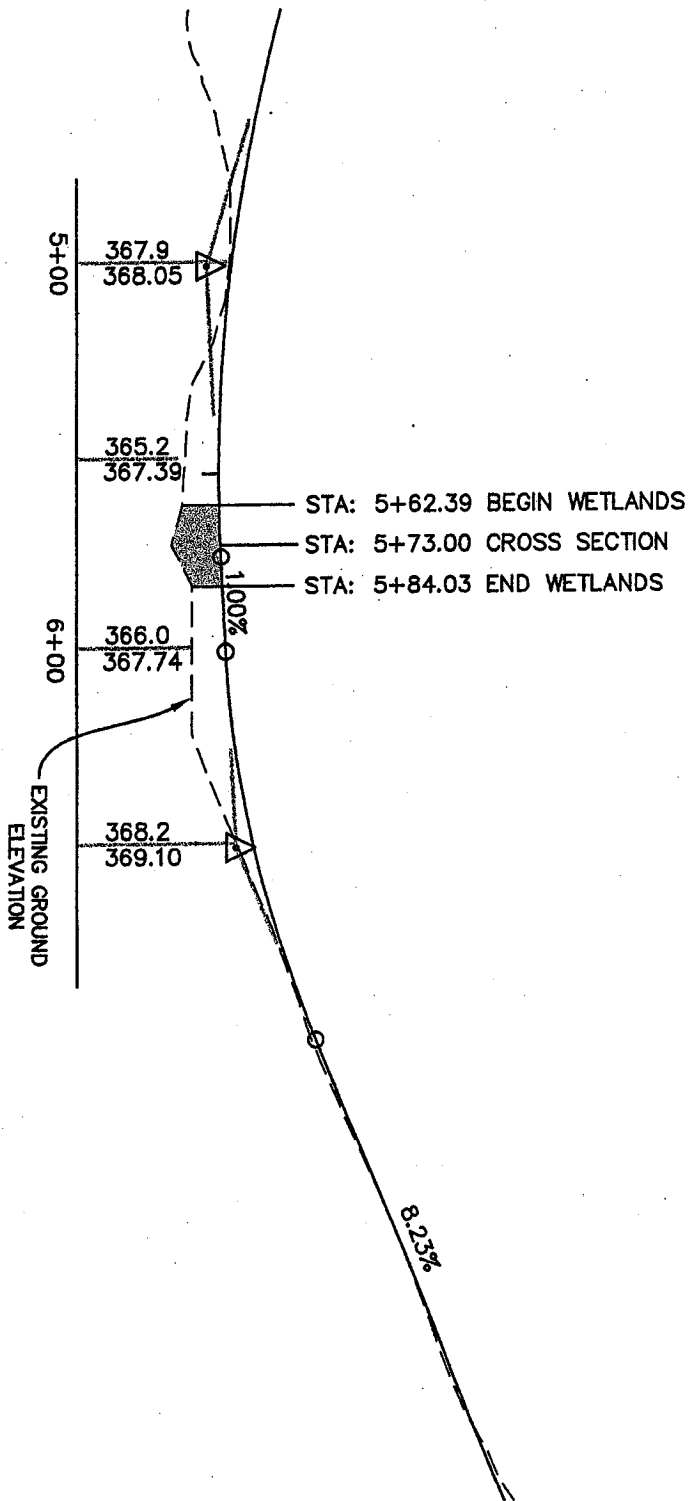 367.9
368.05
5+00
365.2
367.39
STA: 5+62.39 BEGIN WETLANDS
STA: 5+73.00 CROSS SECTION
STA: 5+84.03 END WETLANDS
1.00%
366.0
367.74
6+00
368.2
369.10
EXISTING GROUND
ELEVATION
8.23%